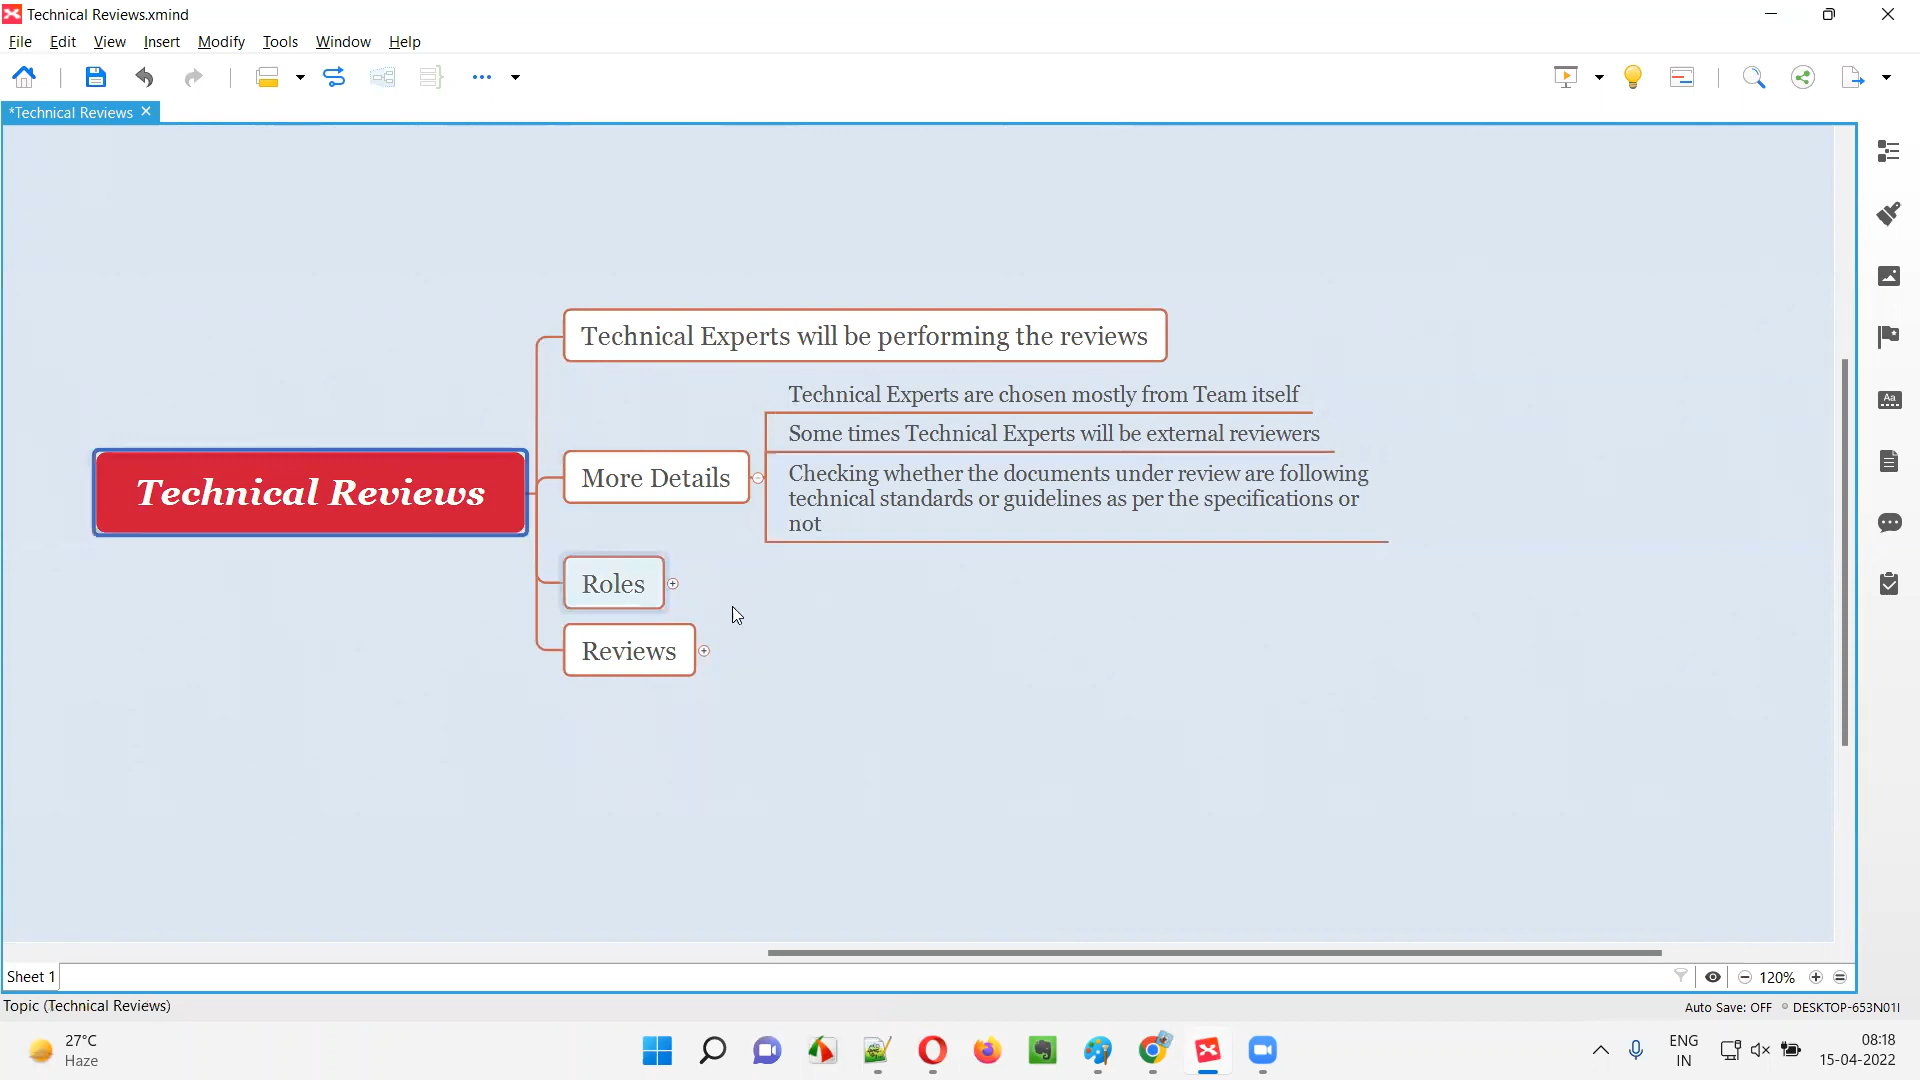 Technical Reviews.xmind
File Edit View Insert Modify Tools Window Help
*Technical Reviews
Technical Experts will be performing the reviews
Technical Experts are chosen mostly from Team itself
Some times Technical Experts will be external reviewers
More Details
Checking whether the documents under review are following
technical standards or guidelines as per the specifications or
not
Technical Reviews
Roles
Reviews
Sheet 1
120%
Topic (Technical Reviews)
Auto Save: OFF DESKTOP-653N01I
27°C
Haze
ENG
IN
08:18
15-04-2022
Aa